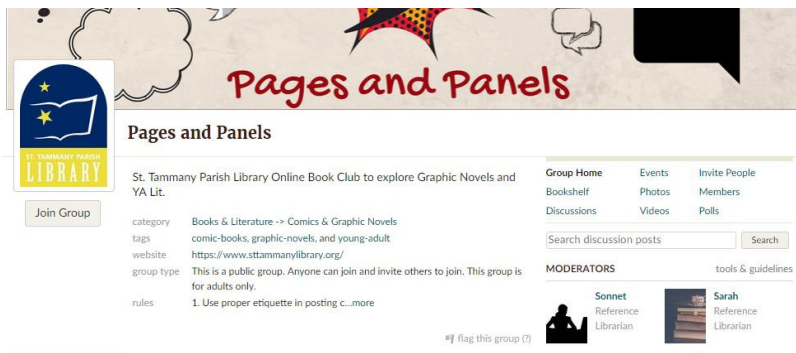 Pages and Panels
ST. TAMMANY PARISH
LIBRARY
Join Group
Pages and Panels
St. Tammany Parish Library Online Book Club to explore Graphic Novels and
YA Lit.
category Books & Literature -> Comics & Graphic Novels
tags comic-books, graphic-novels, and young-adult
website https://www.sttammanylibrary.org/
group type This is a public group. Anyone can join and invite others to join. This group is
for adults only.
rules 1. Use proper etiquette in posting c...more
flag this group (?)
Group Home Events Invite People
Bookshelf Photos Members
Discussions Videos Polls
Search discussion posts Search
MODERATORS tools & guidelines
Sonnet
Reference
Librarian
Sarah
Reference
Librarian